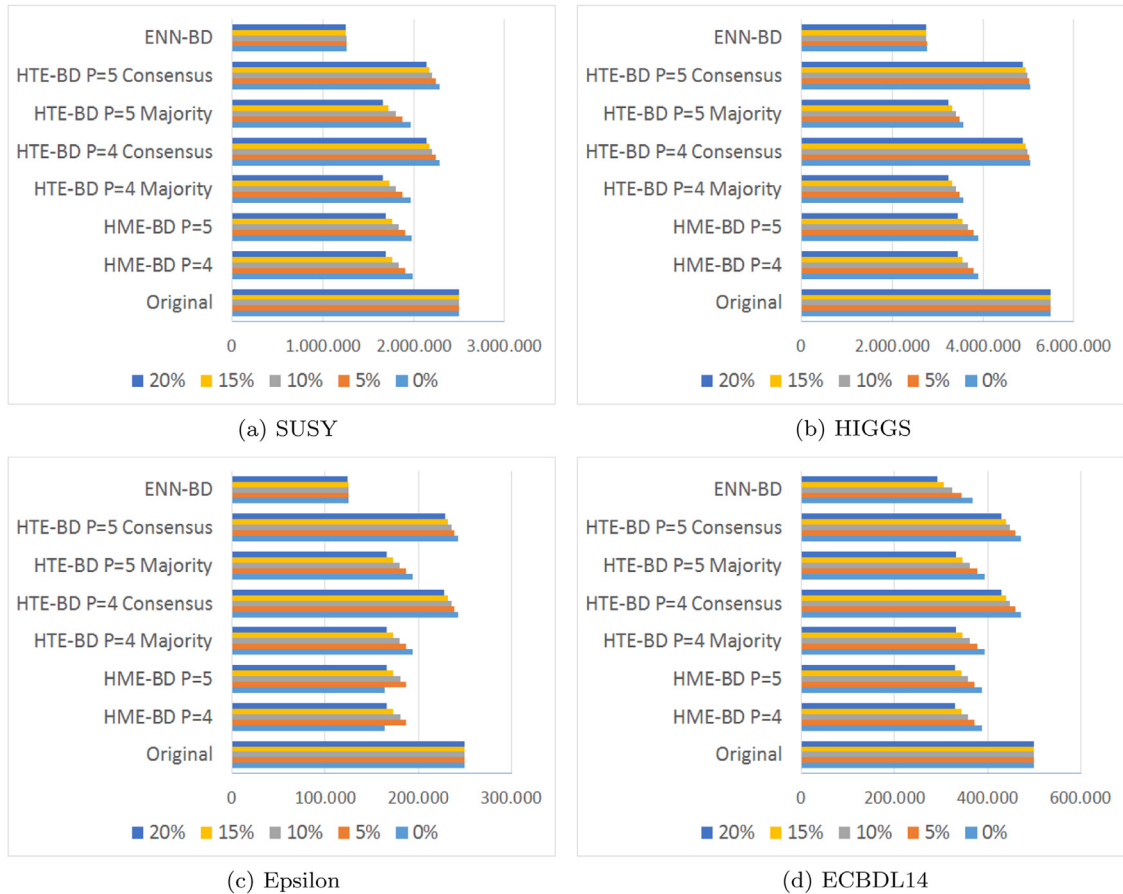 ENN-BD
HTE-BD P=5 Consensus
HTE-BD P=5 Majority
HTE-BD P=4 Consensus
HTE-BD P=4 Majority
HME-BD P=5
HME-BD P=4
Original
0 1.000.000 2.000.000 3.000.000
20% 15% 10% 5% 0%
(a) SUSY
ENN-BD
HTE-BD P=5 Consensus
HTE-BD P=5 Majority
HTE-BD P=4 Consensus
HTE-BD P=4 Majority
HME-BD P=5
HME-BD P=4
Original
0 2.000.000 4.000.000 6.000.000
20% 15% 10% 5% 0%
(b) HIGGS
ENN-BD
HTE-BD P=5 Consensus
HTE-BD P=5 Majority
HTE-BD P=4 Consensus
HTE-BD P=4 Majority
HME-BD P=5
HME-BD P=4
Original
0 100.000 200.000 300.000
20% 15% 10% 5% 0%
(c) Epsilon
ENN-BD
HTE-BD P=5 Consensus
HTE-BD P=5 Majority
HTE-BD P=4 Consensus
HTE-BD P=4 Majority
HME-BD P=5
HME-BD P=4
Original
0 200.000 400.000 600.000
20% 15% 10% 5% 0%
(d) ECBDL14